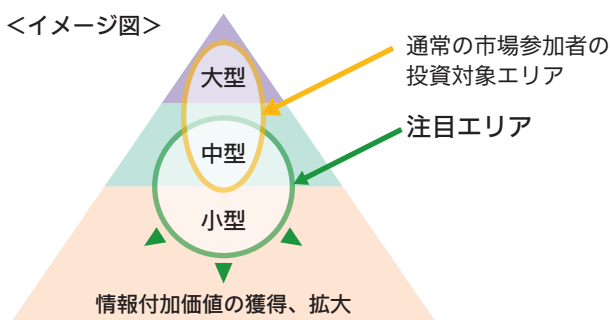 ＜イメージ図＞
通常の市場参加者の
投資対象エリア
大型
注目エリア
中型
小型
情報付加価値の獲得、拡大